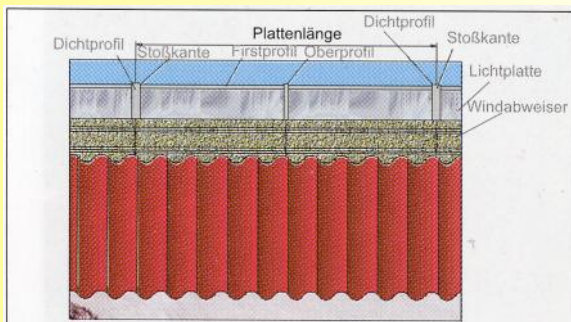 Plattenlänge
Dichtprofil
Stoßkante
Dichtprofil
Stoßkante
Firstprofil
Oberprofil
Lichtplatte
Windabweiser